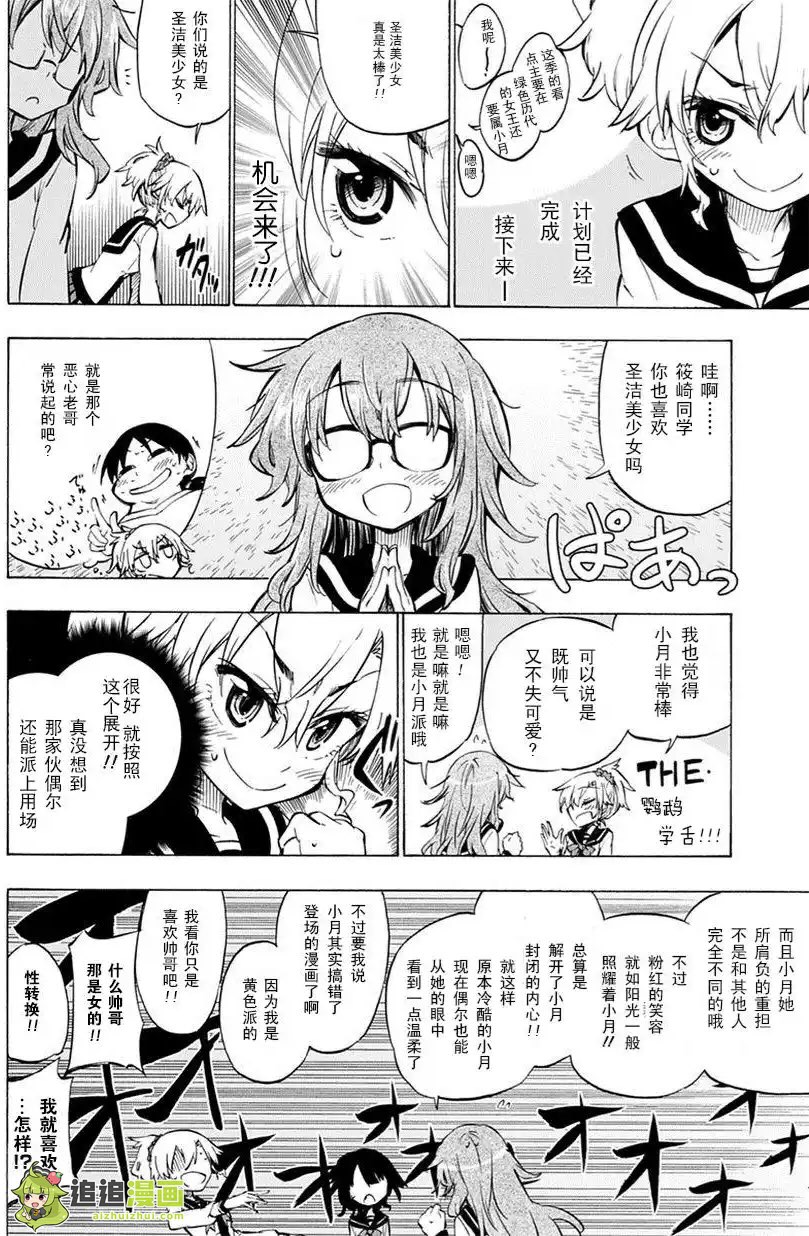 我呢~
这季的看
点主要在
绿色历代
的女王还
要属小月
嗯嗯
计划已经
完成
接下来ー
圣洁美少女
真是太棒了!!
机会来了!!!
你们说的是
圣洁美少女?
ガタッ
哇啊……
筱崎同学
你也喜欢
圣洁美少女吗
ぱあっ
就是那个
恶心老哥
常说起的吧?
我也觉得
小月非常棒
可以说是
既帅气
又不失可爱?
嗯嗯!
就是嘛就是嘛
我也是小月派哦
THE·
鹦鹉
学舌!!!
很好 就按照
这个展开!!
真没想到
那家伙偶尔
还能派上用场
而且小月她
所肩负的重担
不是和其他人
完全不同的哦
不过
粉红的笑容
就如阳光一般
照耀着小月!!
总算是
解开了小月
封闭的内心!!
就这样
原本冷酷的小月
现在偶尔也能
从她的眼中
看到一点温柔了
不过要我说
小月其实搞错了
登场的漫画了啊
因为我是
黄色派的
我看你只是
喜欢帅哥吧!!
什么帅哥
那是女的!!
性转换!!
我就喜欢
…怎样!?
オオオオオオ
追追漫画
aizhuizhui.com